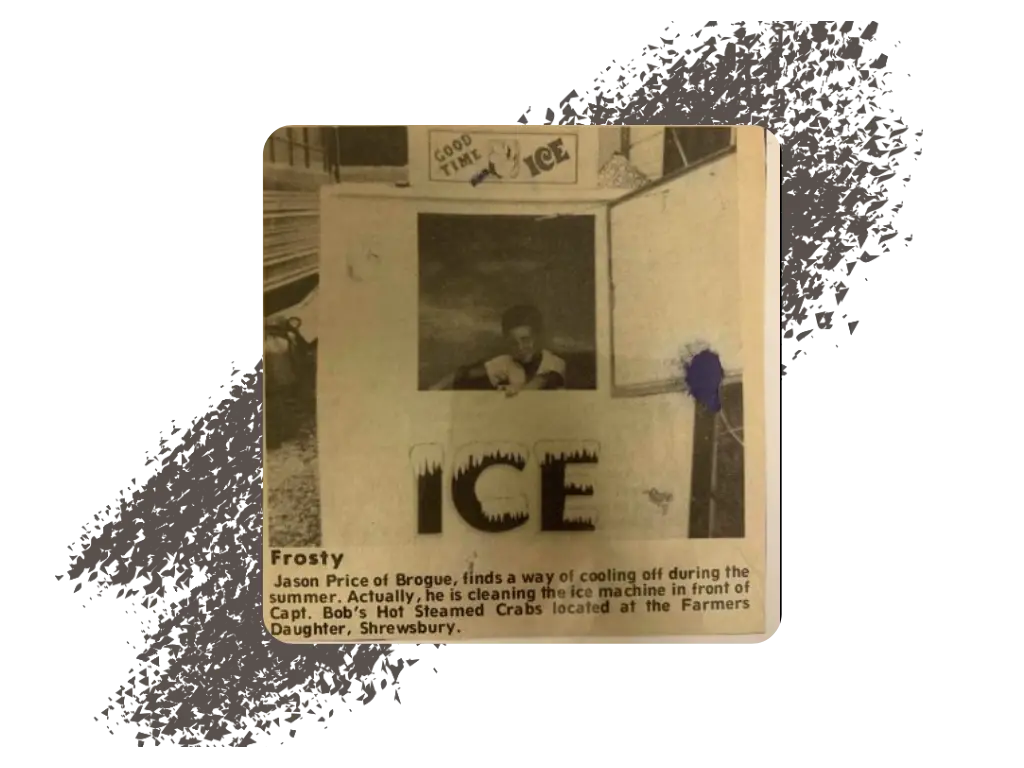 GOOD
TIME
ICE
ICE
Frosty
Jason Price of Brogue, finds a way of cooling off during the
summer. Actually, he is cleaning the ice machine in front of
Capt. Bob's Hot Steamed Crabs located at the Farmers
Daughter, Shrewsbury.